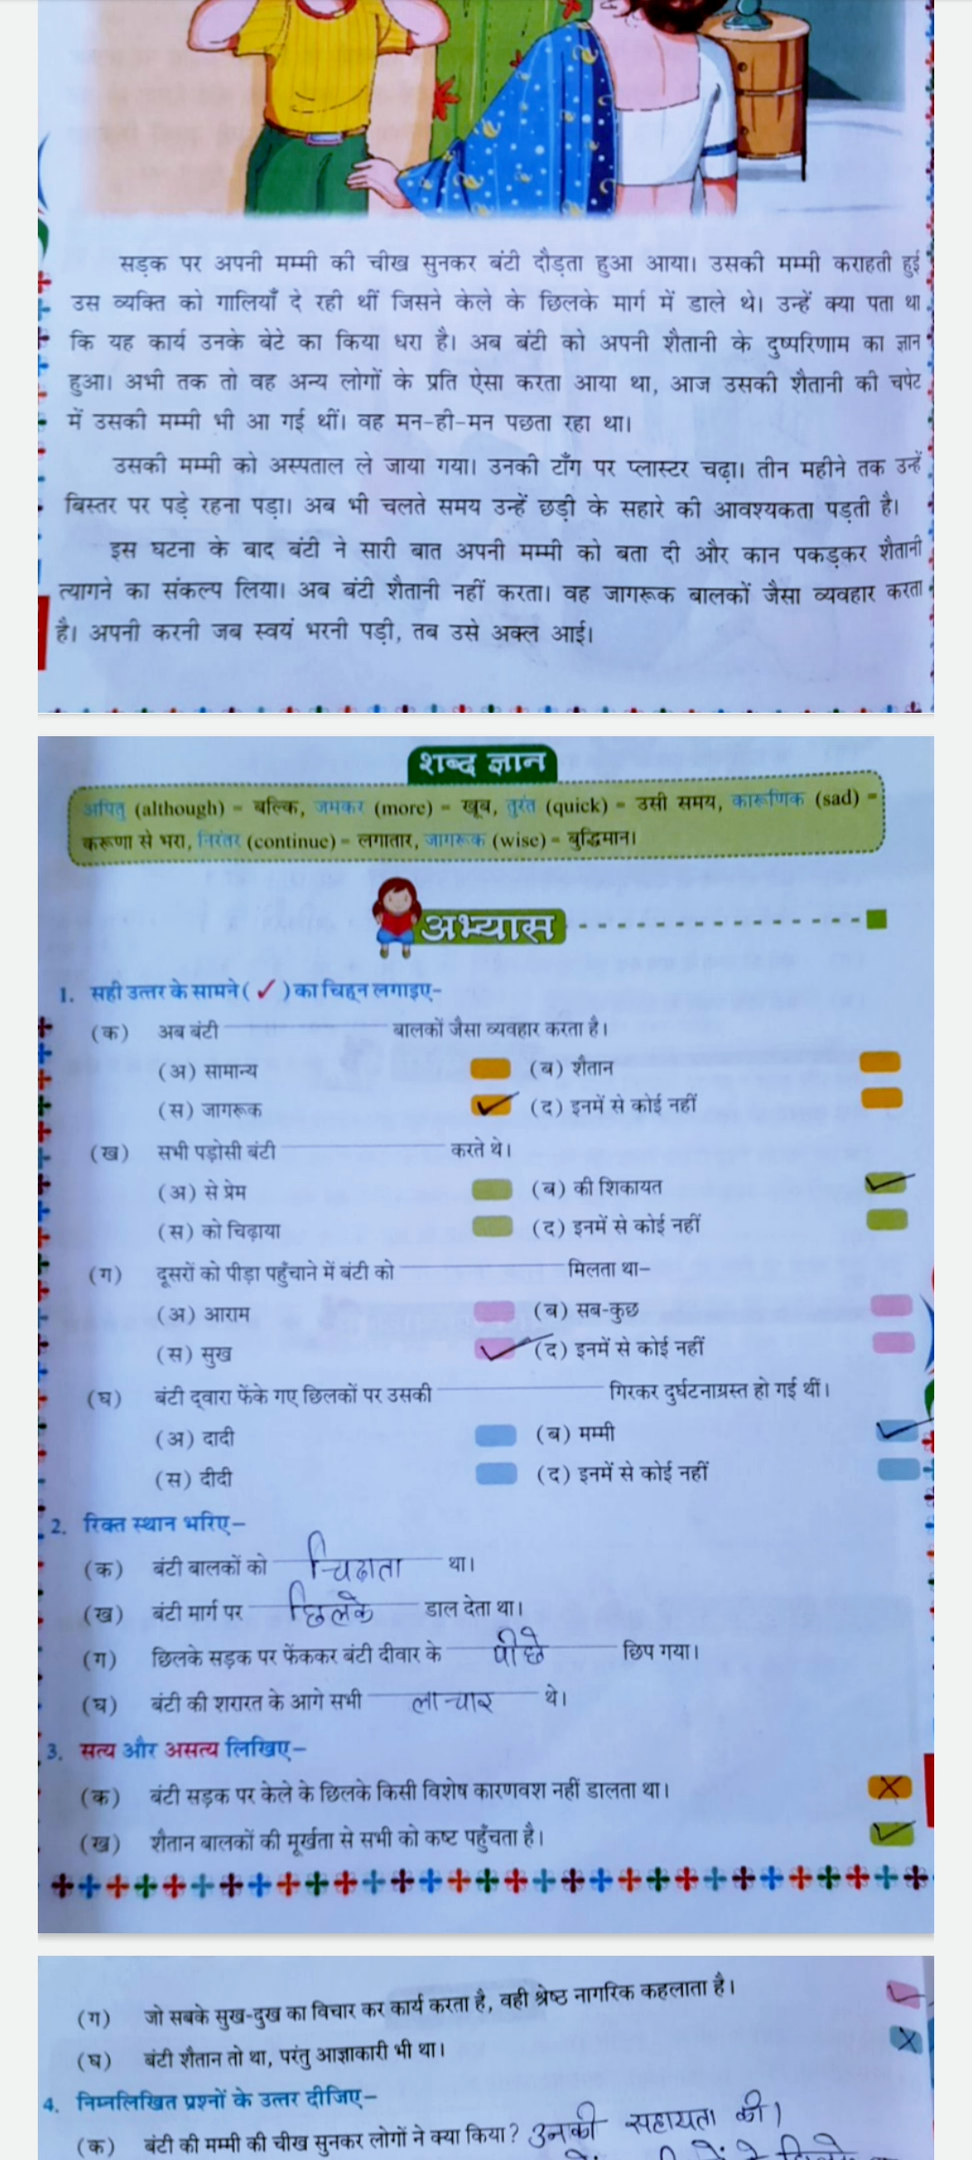 सड़क पर अपनी मम्मी की चीख सुनकर बंटी दौड़ता हुआ आया। उसकी मम्मी कराहती हुई
उस व्यक्ति को गालियाँ दे रही थीं जिसने केले के छिलके मार्ग में डाले थे। उन्हें क्या पता था
कि यह कार्य उनके बेटे का किया धरा है। अब बंटी को अपनी शैतानी के दुष्परिणाम का ज्ञान
हुआ। अभी तक तो वह अन्य लोगों के प्रति ऐसा करता आया था, आज उसकी शैतानी की चपेट
में उसकी मम्मी भी आ गई थीं। वह मन-ही-मन पछता रहा था।
उसकी मम्मी को अस्पताल ले जाया गया। उनकी टाँग पर प्लास्टर चढ़ा। तीन महीने तक उन्हें
बिस्तर पर पड़े रहना पड़ा। अब भी चलते समय उन्हें छड़ी के सहारे की आवश्यकता पड़ती है।
इस घटना के बाद बंटी ने सारी बात अपनी मम्मी को बता दी और कान पकड़कर शैतानी
त्यागने का संकल्प लिया। अब बंटी शैतानी नहीं करता। वह जागरूक बालकों जैसा व्यवहार करता
है। अपनी करनी जब स्वयं भरनी पड़ी, तब उसे अक्ल आई।
शब्द ज्ञान
अपितु (although) = बल्कि, जमकर (more) = खूब, तुरंत (quick) = उसी समय, कारूणिक (sad) =
करूणा से भरा, निरंतर (continue) = लगातार, जागरूक (wise) = बुद्धिमान।
अभ्यास
1. सही उत्तर के सामने (✓) का चिह्न लगाइए–
(क) अब बंटी ____________ बालकों जैसा व्यवहार करता है।
(अ) सामान्य (ब) शैतान
(स) जागरूक ✓ (द) इनमें से कोई नहीं
(ख) सभी पड़ोसी बंटी ____________ करते थे।
(अ) से प्रेम (ब) की शिकायत ✓
(स) को चिढ़ाया (द) इनमें से कोई नहीं
(ग) दूसरों को पीड़ा पहुँचाने में बंटी को ____________ मिलता था–
(अ) आराम (ब) सब-कुछ
(स) सुख ✓ (द) इनमें से कोई नहीं
(घ) बंटी द्वारा फेंके गए छिलकों पर उसकी ____________ गिरकर दुर्घटनाग्रस्त हो गई थीं।
(अ) दादी (ब) मम्मी ✓
(स) दीदी (द) इनमें से कोई नहीं
2. रिक्त स्थान भरिए–
(क) बंटी बालकों को चिढाता था।
(ख) बंटी मार्ग पर छिलके डाल देता था।
(ग) छिलके सड़क पर फेंककर बंटी दीवार के पीछे छिप गया।
(घ) बंटी की शरारत के आगे सभी लाचार थे।
3. सत्य और असत्य लिखिए–
(क) बंटी सड़क पर केले के छिलके किसी विशेष कारणवश नहीं डालता था। ✗
(ख) शैतान बालकों की मूर्खता से सभी को कष्ट पहुँचता है। ✓
(ग) जो सबके सुख-दुख का विचार कर कार्य करता है, वही श्रेष्ठ नागरिक कहलाता है। ✓
(घ) बंटी शैतान तो था, परंतु आज्ञाकारी भी था। ✗
4. निम्नलिखित प्रश्नों के उत्तर दीजिए–
(क) बंटी की मम्मी की चीख सुनकर लोगों ने क्या किया? उनकी सहायता की।